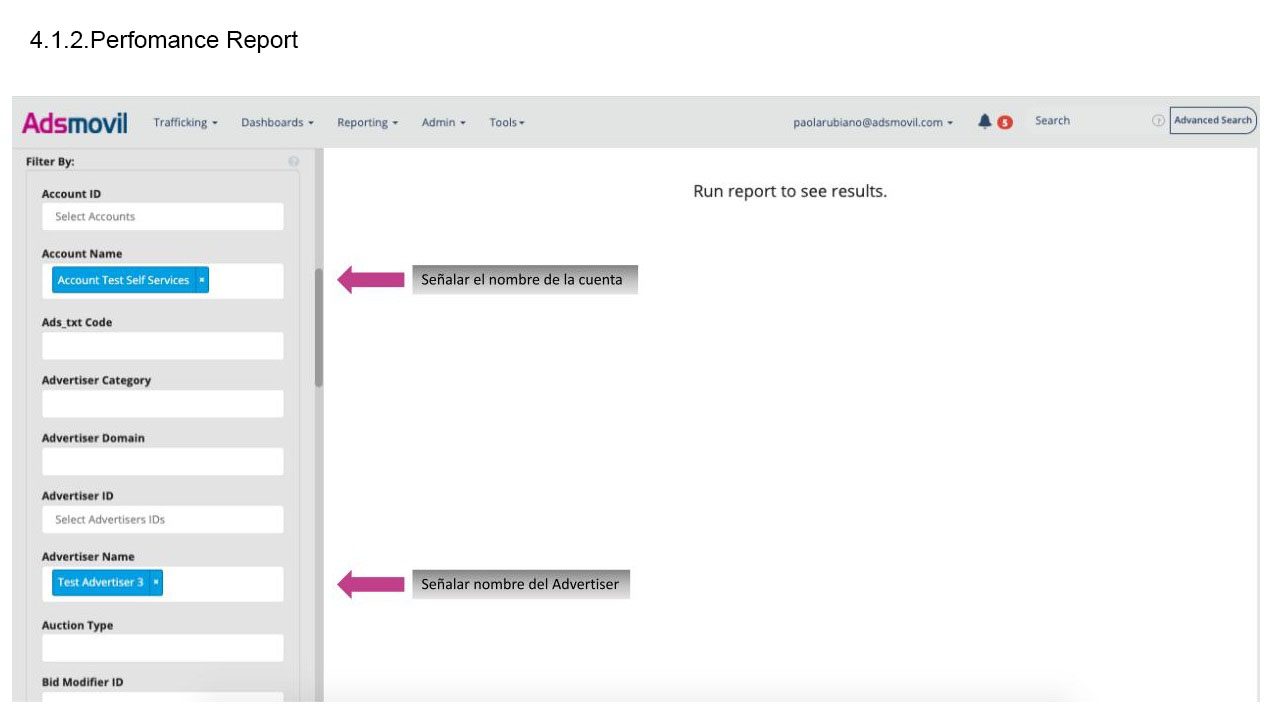 4.1.2.Perfomance Report
Adsmovil Trafficking Dashboards Reporting Admin Tools paolarubiano@adsmovil.com 5 Search ? Advanced Search
Filter By: ?
Run report to see results.
Account ID
Select Accounts
Account Name
Account Test Self Services × Señalar el nombre de la cuenta
Ads_txt Code
Advertiser Category
Advertiser Domain
Advertiser ID
Select Advertisers IDs
Advertiser Name
Test Advertiser 3 × Señalar nombre del Advertiser
Auction Type
Bid Modifier ID